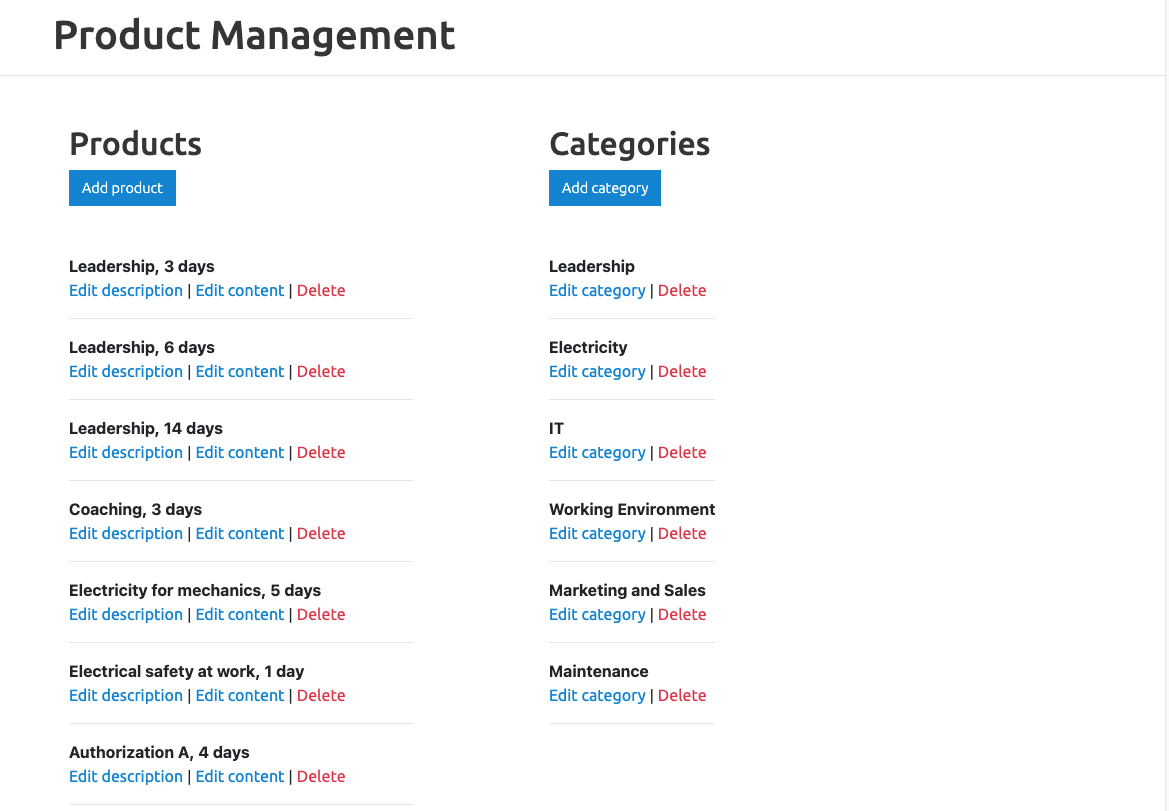 Product Management
Products
Add product
Leadership, 3 days
Edit description | Edit content | Delete
Leadership, 6 days
Edit description | Edit content | Delete
Leadership, 14 days
Edit description | Edit content | Delete
Coaching, 3 days
Edit description | Edit content | Delete
Electricity for mechanics, 5 days
Edit description | Edit content | Delete
Electrical safety at work, 1 day
Edit description | Edit content | Delete
Authorization A, 4 days
Edit description | Edit content | Delete
Categories
Add category
Leadership
Edit category | Delete
Electricity
Edit category | Delete
IT
Edit category | Delete
Working Environment
Edit category | Delete
Marketing and Sales
Edit category | Delete
Maintenance
Edit category | Delete